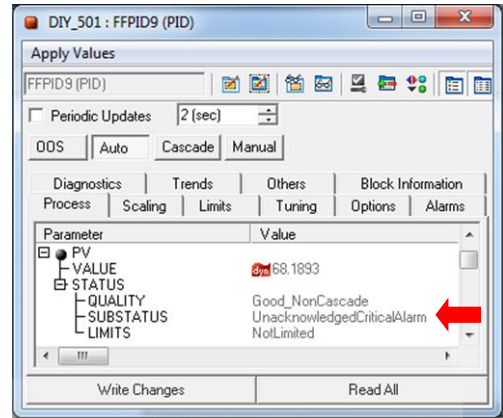 DIY_501 : FFPID9 (PID)
Apply Values
FFPID9 (PID)
Periodic Updates 2 (sec)
OOS Auto Cascade Manual
Diagnostics Trends Others Block Information
Process Scaling Limits Tuning Options Alarms
Parameter Value
PV
VALUE dyn 68.1893
STATUS
QUALITY Good_NonCascade
SUBSTATUS UnacknowledgedCriticalAlarm
LIMITS NotLimited
Write Changes Read All